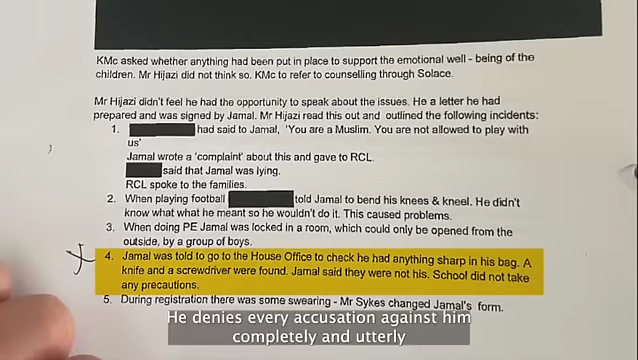 KMc asked whether anything had been put in place to support the emotional well - being of the
children. Mr Hijazi did not think so. KMc to refer to counselling through Solace.
Mr Hijazi didn't feel he had the opportunity to speak about the issues. He a letter he had
prepared and was signed by Jamal. Mr Hijazi read this out and outlined the following incidents:
1. had said to Jamal, 'You are a Muslim. You are not allowed to play with
us'
Jamal wrote a 'complaint' about this and gave to RCL.
said that Jamal was lying.
RCL spoke to the families.
2. When playing football told Jamal to bend his knees & kneel. He didn't
know what what he meant so he wouldn't do it. This caused problems.
3. When doing PE Jamal was locked in a room, which could only be opened from the
outside, by a group of boys.
4. Jamal was told to go to the House Office to check he had anything sharp in his bag. A
knife and a screwdriver were found. Jamal said they were not his. School did not take
any precautions.
5. During registration there was some swearing - Mr Sykes changed Jamal's form.
He denies every accusation against him
completely and utterly